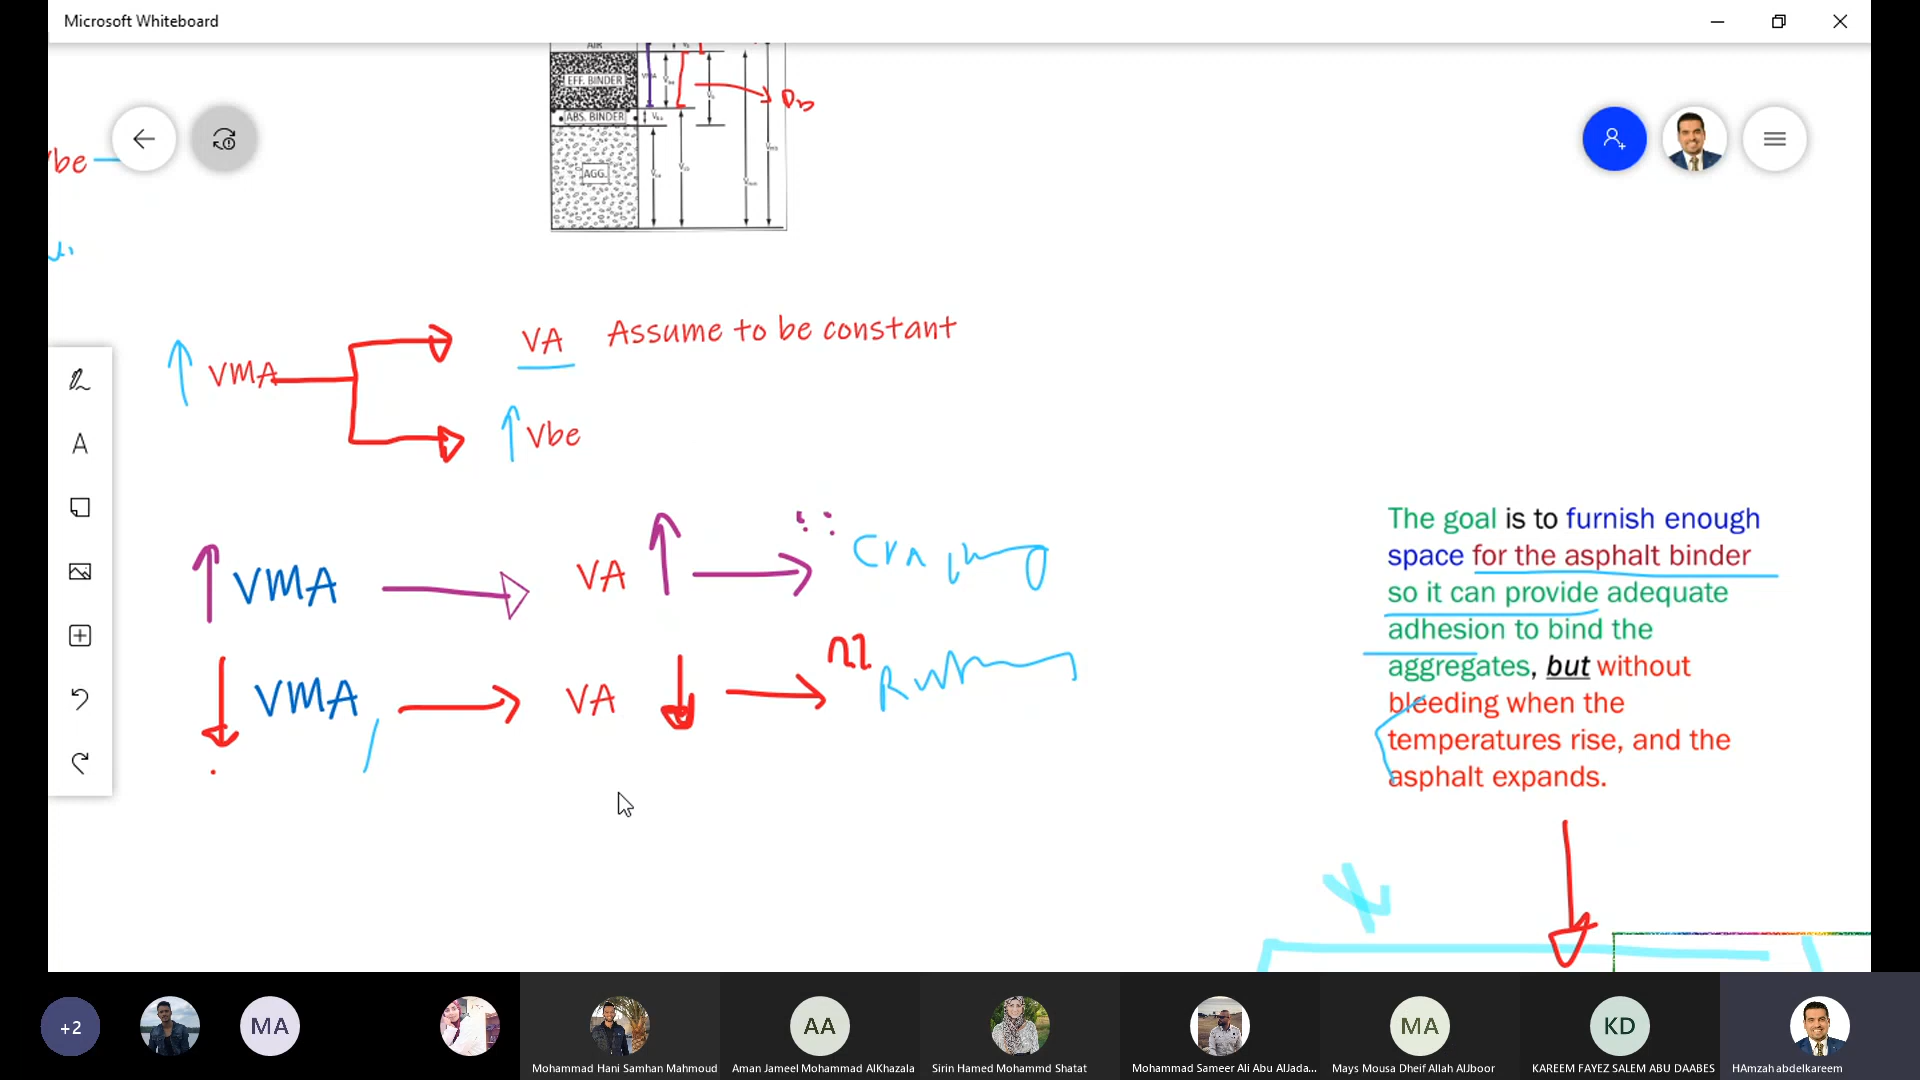 Microsoft Whiteboard
AIR
EFF. BINDER
VMA
Vbe
ABS. BINDER
AGG.
VMA
VA Assume to be constant
Vbe
VMA VA Craking
VMA VA
The goal is to furnish enough
space for the asphalt binder
so it can provide adequate
adhesion to bind the
aggregates, but without
bleeding when the
temperatures rise, and the
asphalt expands.
+2
MA
AA
MA
KD
Mohammad Hani Samhan Mahmoud
Aman Jameel Mohammad AlKhazala
Sirin Hamed Mohammd Shatat
Mohammad Sameer Ali Abu AlJada...
Mays Mousa Dheif Allah AlJboor
KAREEM FAYEZ SALEM ABU DAABES
HAmzah abdelkareem